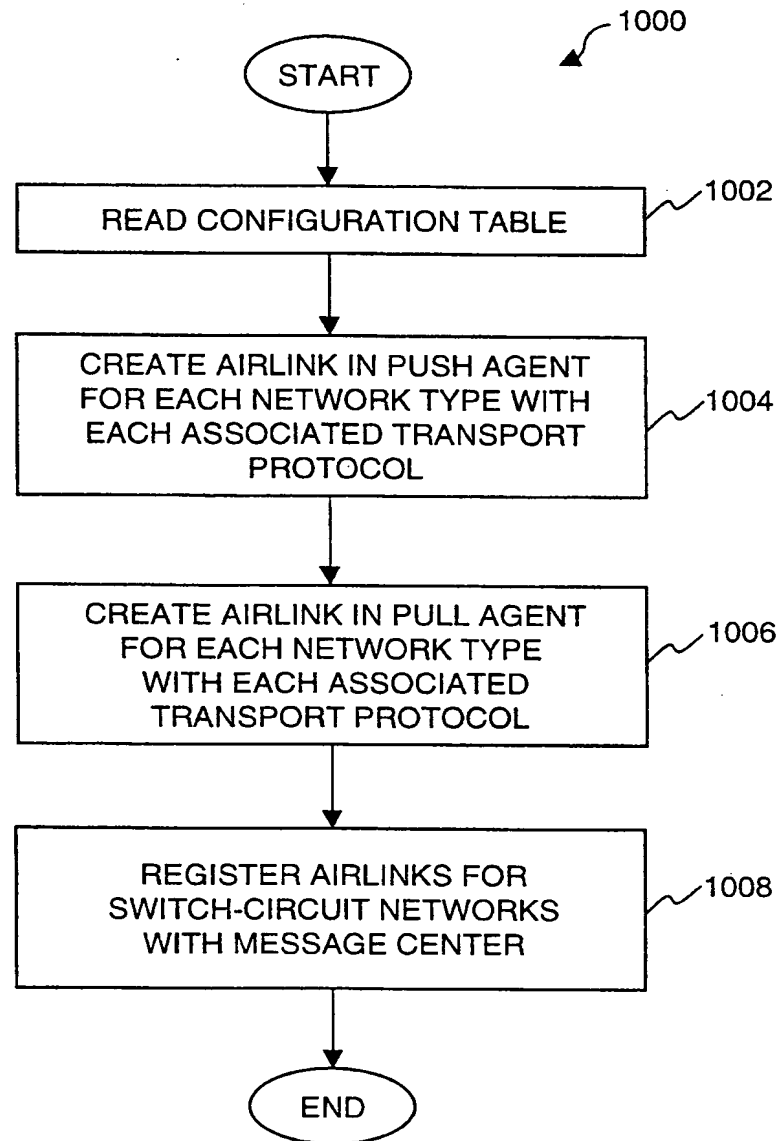 1000
START
1002
READ CONFIGURATION TABLE
CREATE AIRLINK IN PUSH AGENT
FOR EACH NETWORK TYPE WITH
EACH ASSOCIATED TRANSPORT
PROTOCOL
1004
CREATE AIRLINK IN PULL AGENT
FOR EACH NETWORK TYPE
WITH EACH ASSOCIATED
TRANSPORT PROTOCOL
1006
REGISTER AIRLINKS FOR
SWITCH-CIRCUIT NETWORKS
WITH MESSAGE CENTER
1008
END